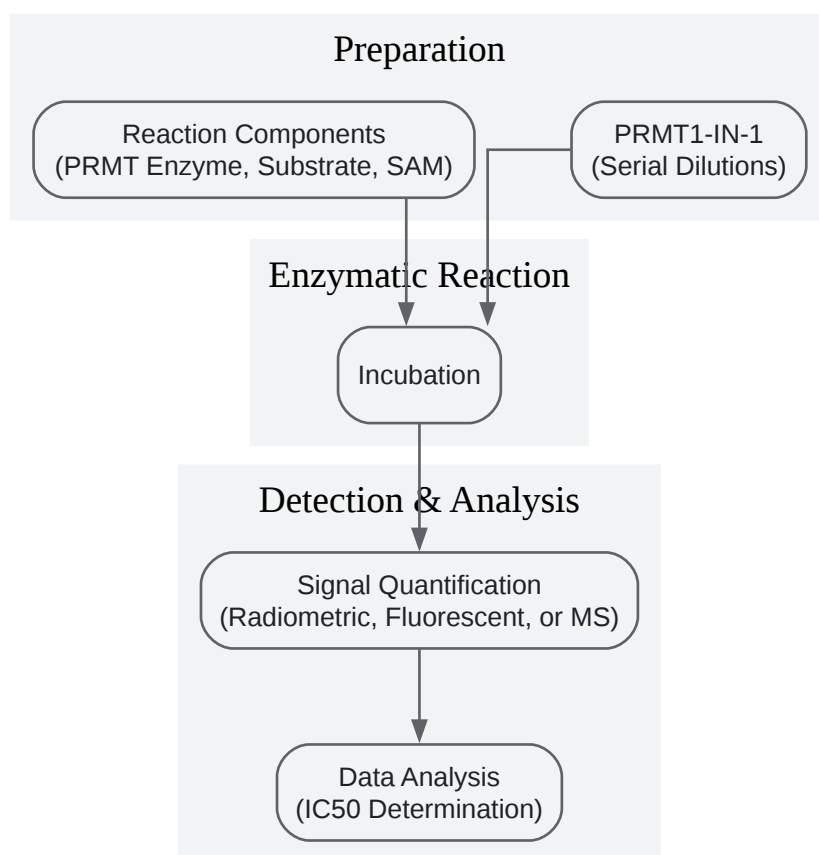 Preparation
Reaction Components
(PRMT Enzyme, Substrate, SAM)
PRMT1-IN-1
(Serial Dilutions)
Enzymatic Reaction
Incubation
Detection & Analysis
Signal Quantification
(Radiometric, Fluorescent, or MS)
Data Analysis
(IC50 Determination)